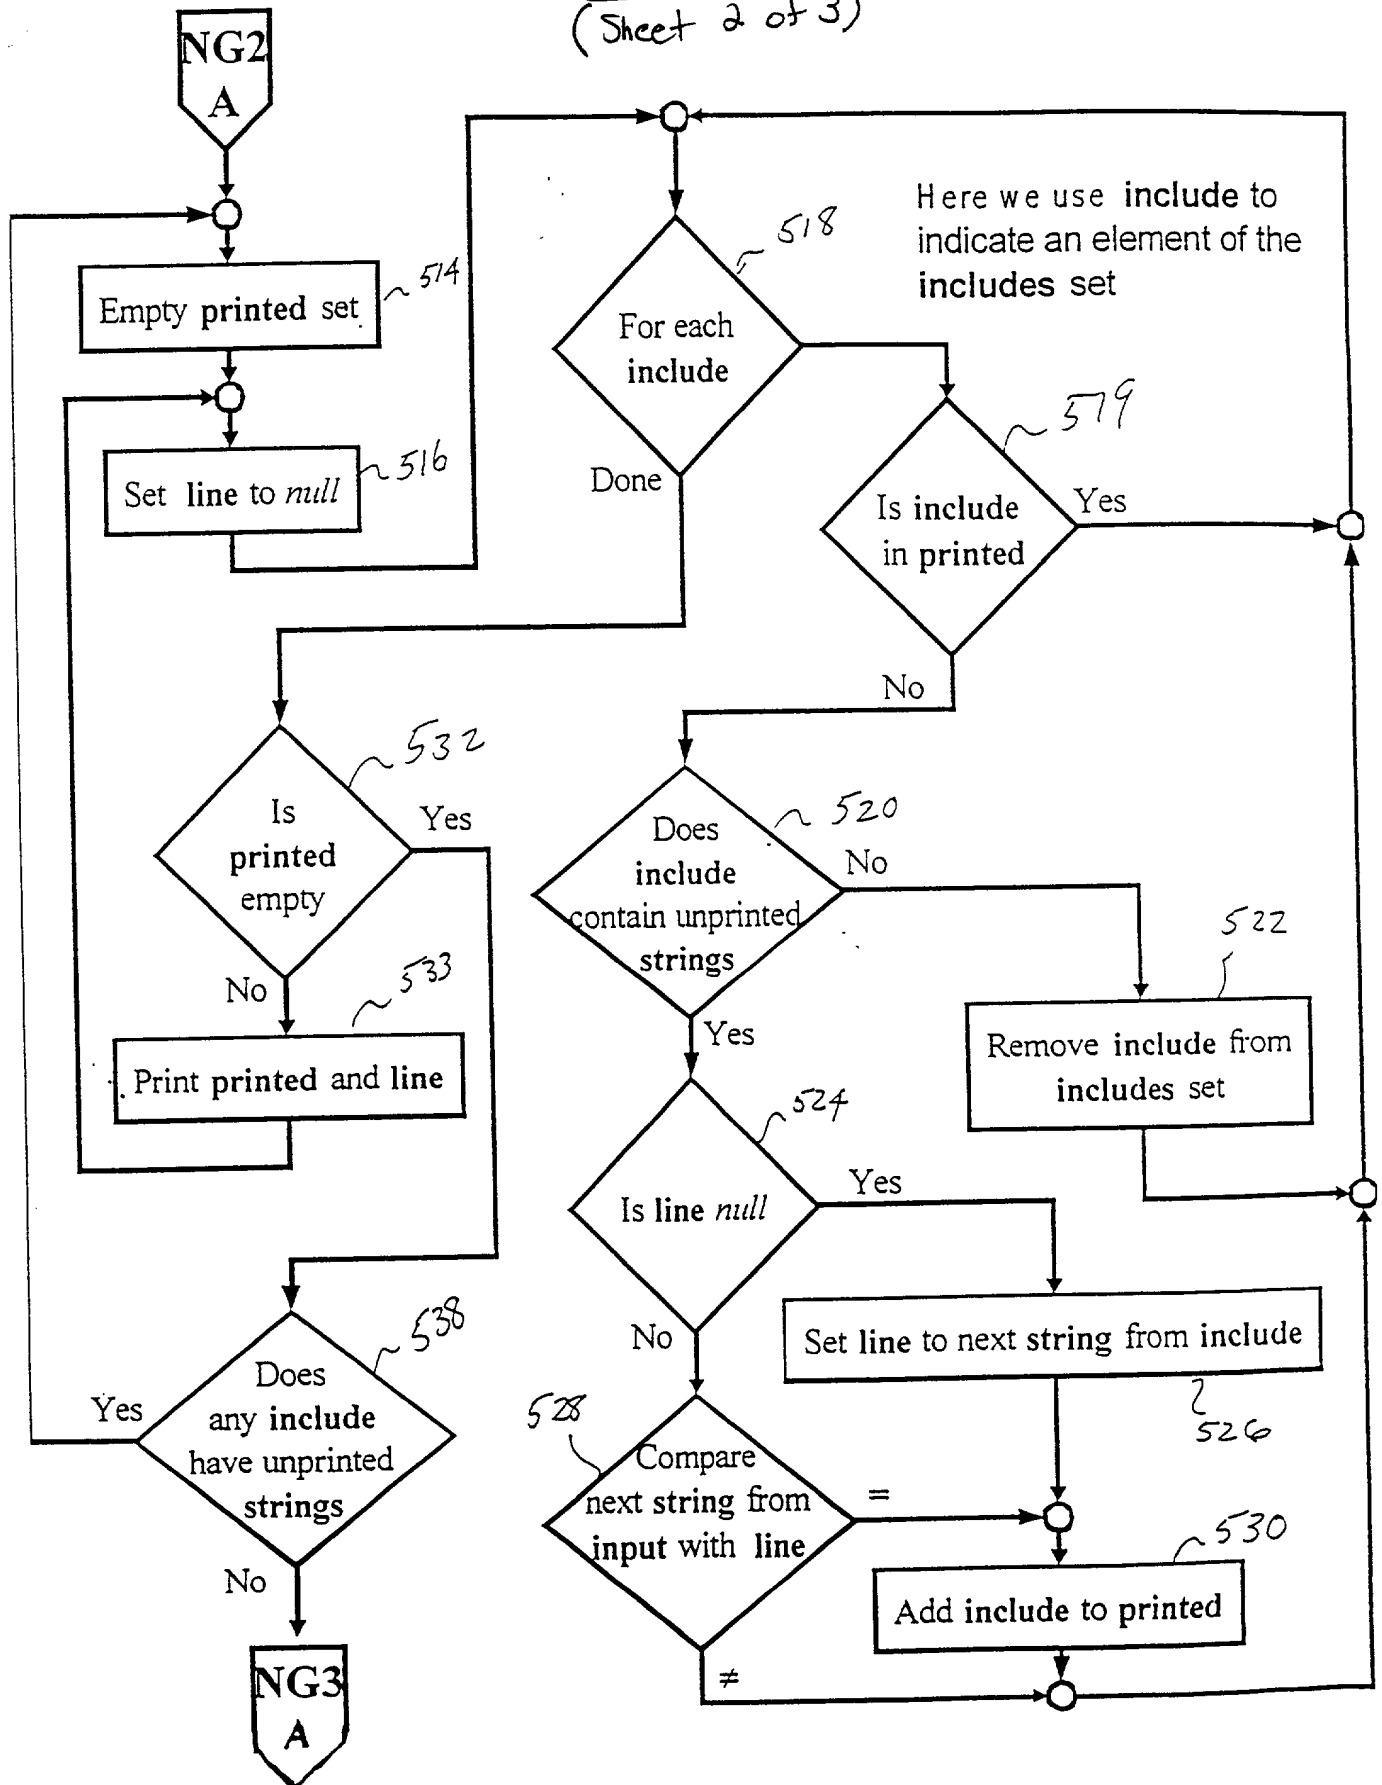 (Sheet 2 of 3)
NG2
A
Here we use include to
indicate an element of the
includes set
518
514
Empty printed set
For each
include
519
516
Set line to null
Done
Is include
in printed
Yes
No
532
Is
printed
empty
Yes
520
Does
include
contain unprinted
strings
No
522
Remove include from
includes set
No
533
Print printed and line
Yes
524
Is line null
Yes
538
Does
any include
have unprinted
strings
Yes
No
Set line to next string from include
526
528
Compare
next string from
input with line
=
530
Add include to printed
≠
No
NG3
A